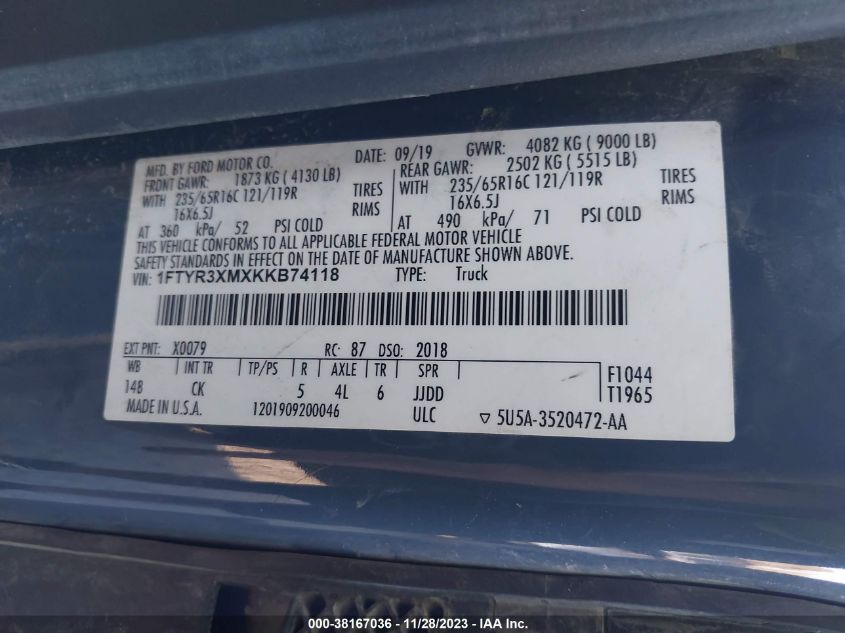 MFD. BY FORD MOTOR CO. DATE: 09/19 GVWR: 4082 KG ( 9000 LB)
FRONT GAWR: 1873 KG ( 4130 LB) REAR GAWR: 2502 KG ( 5515 LB)
WITH 235/65R16C 121/119R TIRES WITH 235/65R16C 121/119R TIRES
16X6.5J RIMS 16X6.5J RIMS
AT 360 kPa/ 52 PSI COLD AT 490 kPa/ 71 PSI COLD
THIS VEHICLE CONFORMS TO ALL APPLICABLE FEDERAL MOTOR VEHICLE
SAFETY STANDARDS IN EFFECT ON THE DATE OF MANUFACTURE SHOWN ABOVE.
VIN: 1FTYR3XMXKKB74118 TYPE: Truck
EXT PNT: X0079 RC: 87 DSO: 2018
WB INT TR TP/PS R AXLE TR SPR F1044
148 CK 5 4L 6 JJDD T1965
MADE IN U.S.A. 1201909200046 ULC ▽ 5U5A-3520472-AA
000-38167036 - 11/28/2023 - IAAI.com